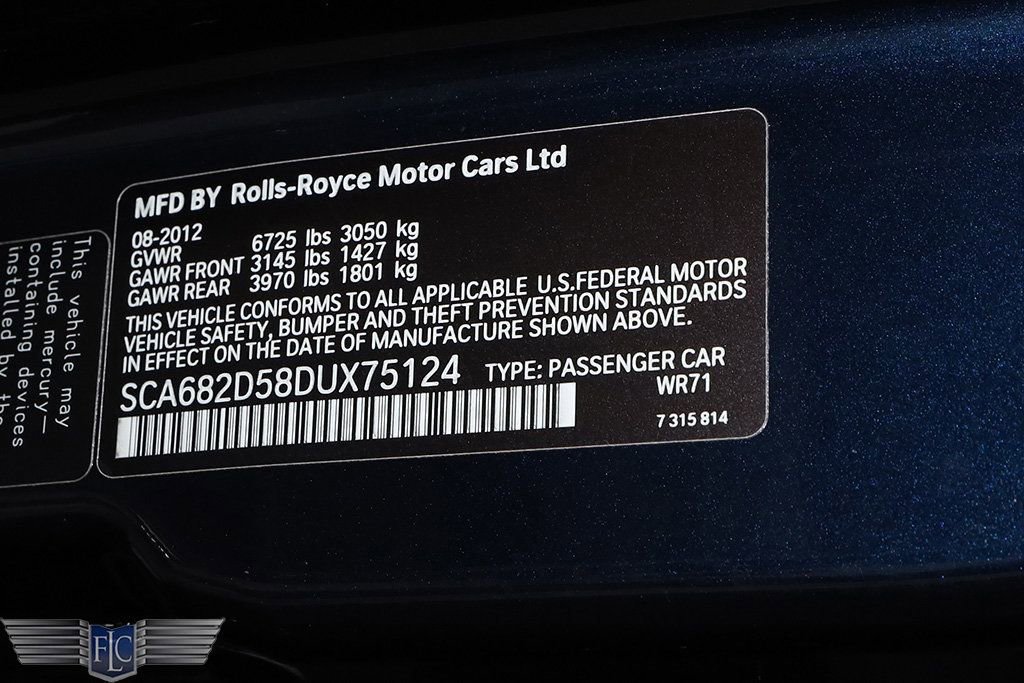 MFD BY Rolls-Royce Motor Cars Ltd
08-2012
GVWR 6725 lbs 3050 kg
GAWR FRONT 3145 lbs 1427 kg
GAWR REAR 3970 lbs 1801 kg
THIS VEHICLE CONFORMS TO ALL APPLICABLE U.S.FEDERAL MOTOR
VEHICLE SAFETY, BUMPER AND THEFT PREVENTION STANDARDS
IN EFFECT ON THE DATE OF MANUFACTURE SHOWN ABOVE.
SCA682D58DUX75124 TYPE: PASSENGER CAR
WR71
7 315 814
This vehicle may
include mercury—
containing devices
installed by the
FLC